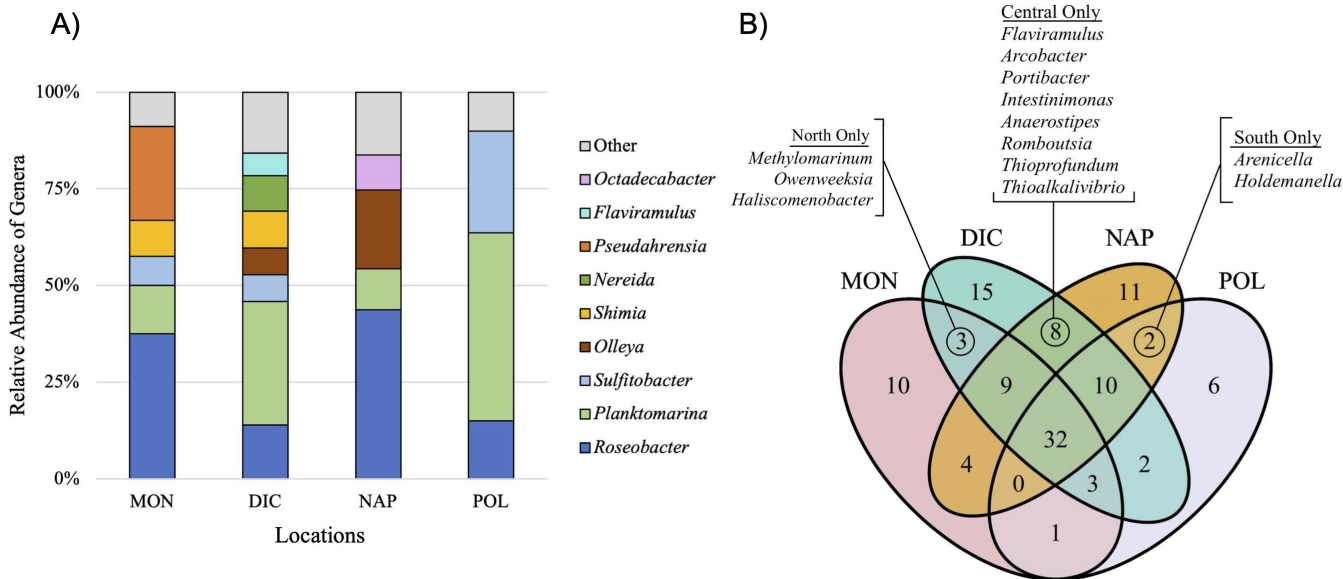 A)
Relative Abundance of Genera
100%
75%
50%
25%
0%
MON
DIC
NAP
POL
Locations
Other
Octadecabacter
Flaviramulus
Pseudahrensia
Nereida
Shimia
Olleya
Sulfitobacter
Planktomarina
Roseobacter
B)
North Only
Methylomarinum
Owenweeksia
Haliscomenobacter
Central Only
Flaviramulus
Arcobacter
Portibacter
Intestinimonas
Anaerostipes
Romboutsia
Thioprofundum
Thioalkalivibrio
South Only
Arenicella
Holdemanella
MON
DIC
NAP
POL
15
11
3
8
2
10
9
10
6
32
4
0
3
2
1